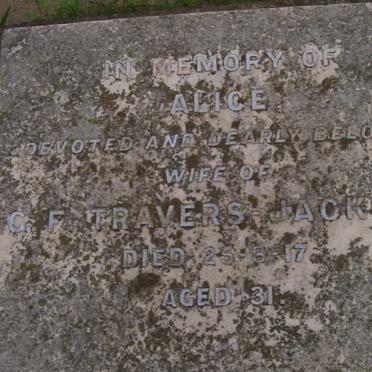 IN MEMORY OF
ALICE
DEVOTED AND DEARLY BELO
WIFE OF
G. F. TRAVERS-JACK
DIED 25-8-17
AGED 31.